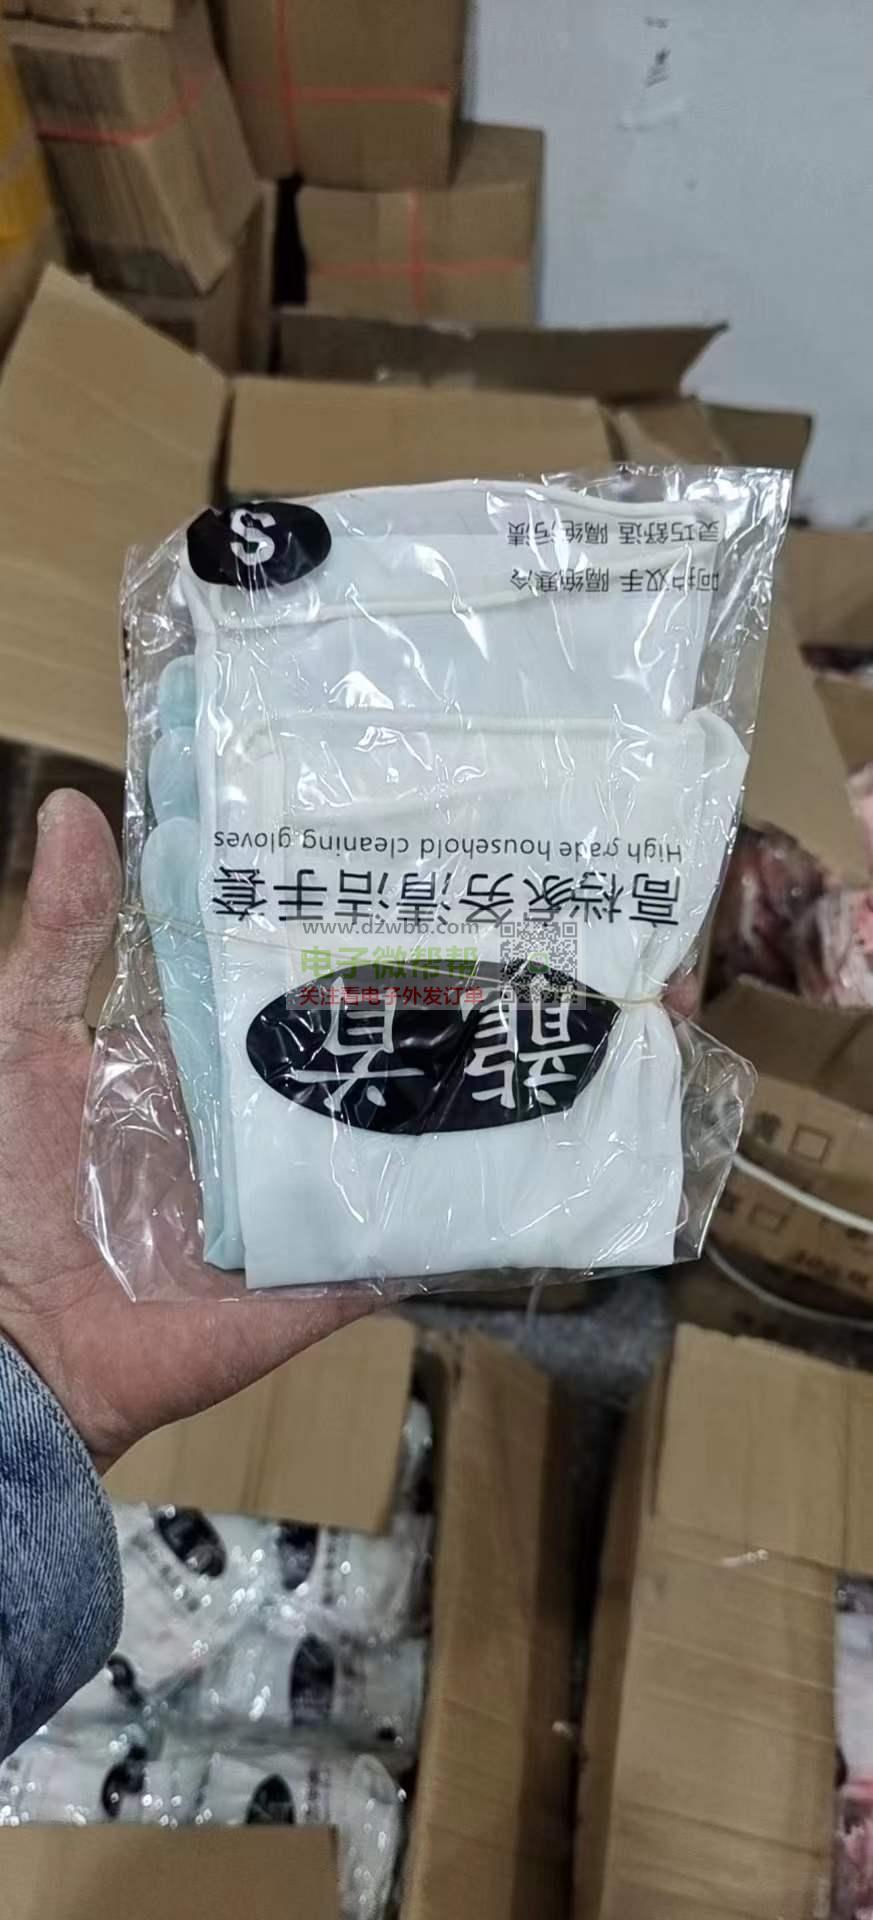 首龍
高档家务清洁手套
High grade household cleaning gloves
呵护双手 隔绝寒冷
灵巧舒适 隔绝污渍
S
www.dzwbb.com
电子微帮帮
关注看电子外发订单